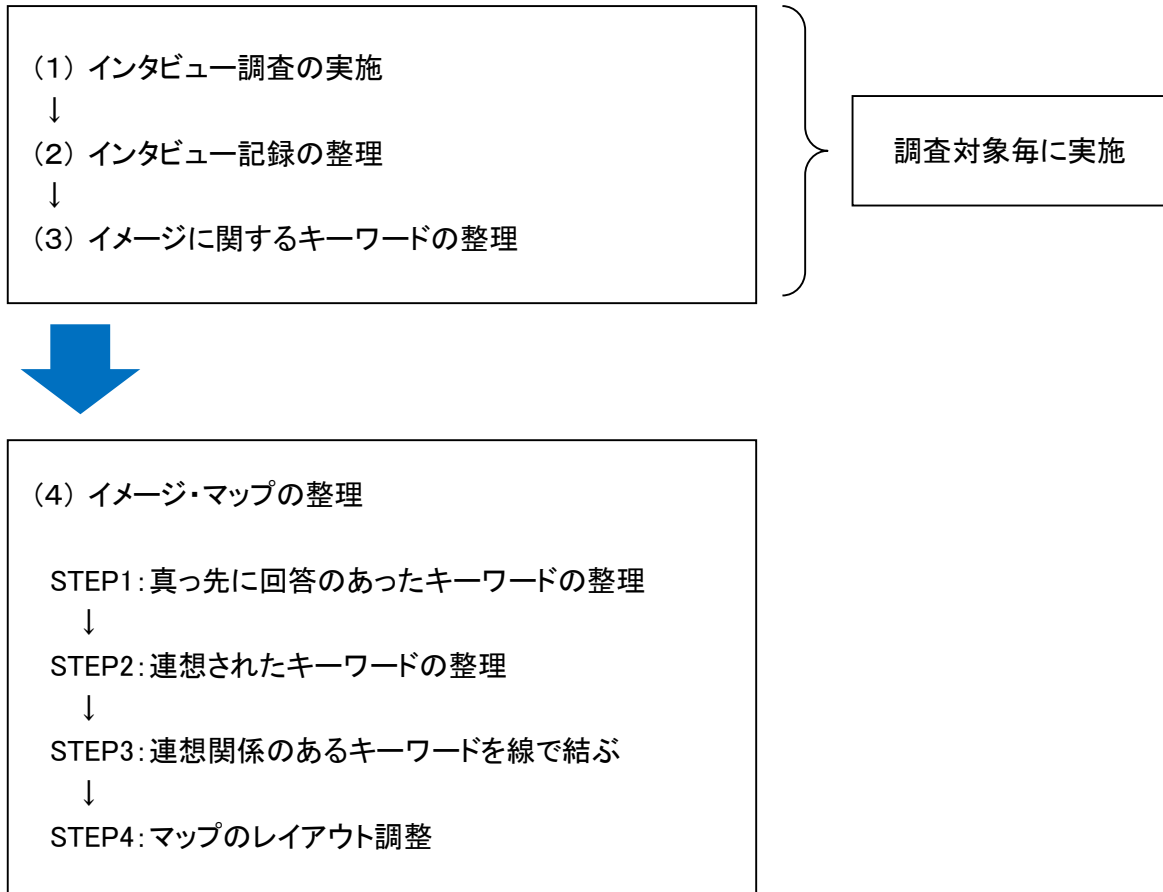 (1) インタビュー調査の実施
↓
(2) インタビュー記録の整理
↓
(3) イメージに関するキーワードの整理
調査対象毎に実施
(4) イメージ・マップの整理
STEP1:真っ先に回答のあったキーワードの整理
↓
STEP2:連想されたキーワードの整理
↓
STEP3:連想関係のあるキーワードを線で結ぶ
↓
STEP4:マップのレイアウト調整